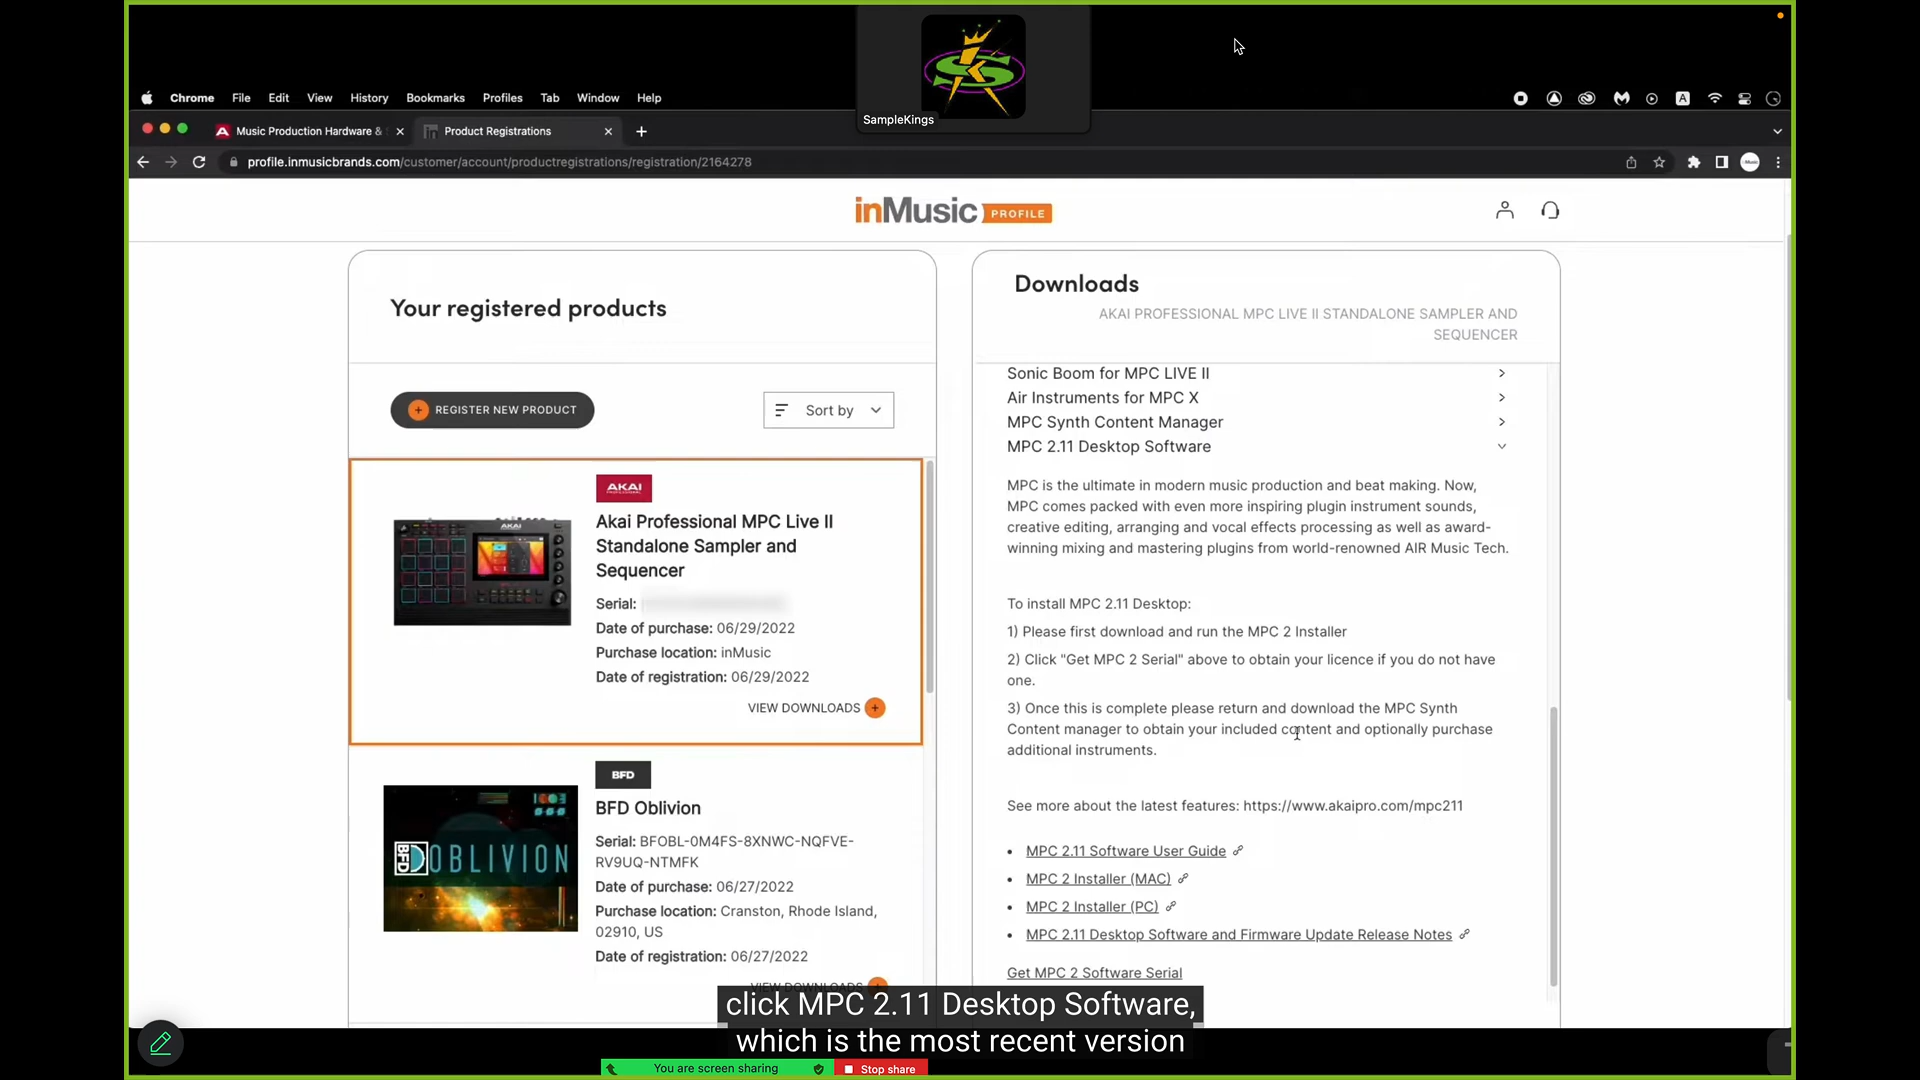 SampleKings
Chrome File Edit View History Bookmarks Profiles Tab Window Help
Music Production Hardware &
Product Registrations
profile.inmusicbrands.com/customer/account/productregistrations/registration/2164278
inMusic PROFILE
Your registered products
REGISTER NEW PRODUCT
Sort by
AKAI
PROFESSIONAL
Akai Professional MPC Live II
Standalone Sampler and
Sequencer
Serial:
Date of purchase: 06/29/2022
Purchase location: inMusic
Date of registration: 06/29/2022
VIEW DOWNLOADS
BFD
BFD OBLIVION
BFD Oblivion
Serial: BFOBL-0M4FS-8XNWC-NQFVE-
RV9UQ-NTMFK
Date of purchase: 06/27/2022
Purchase location: Cranston, Rhode Island,
02910, US
Date of registration: 06/27/2022
VIEW DOWNLOADS
Downloads
AKAI PROFESSIONAL MPC LIVE II STANDALONE SAMPLER AND
SEQUENCER
Sonic Boom for MPC LIVE II
Air Instruments for MPC X
MPC Synth Content Manager
MPC 2.11 Desktop Software
MPC is the ultimate in modern music production and beat making. Now,
MPC comes packed with even more inspiring plugin instrument sounds,
creative editing, arranging and vocal effects processing as well as award-
winning mixing and mastering plugins from world-renowned AIR Music Tech.
To install MPC 2.11 Desktop:
1) Please first download and run the MPC 2 Installer
2) Click "Get MPC 2 Serial" above to obtain your licence if you do not have
one.
3) Once this is complete please return and download the MPC Synth
Content manager to obtain your included content and optionally purchase
additional instruments.
See more about the latest features: https://www.akaipro.com/mpc211
• MPC 2.11 Software User Guide
• MPC 2 Installer (MAC)
• MPC 2 Installer (PC)
• MPC 2.11 Desktop Software and Firmware Update Release Notes
Get MPC 2 Software Serial
click MPC 2.11 Desktop Software,
which is the most recent version
You are screen sharing
Stop share